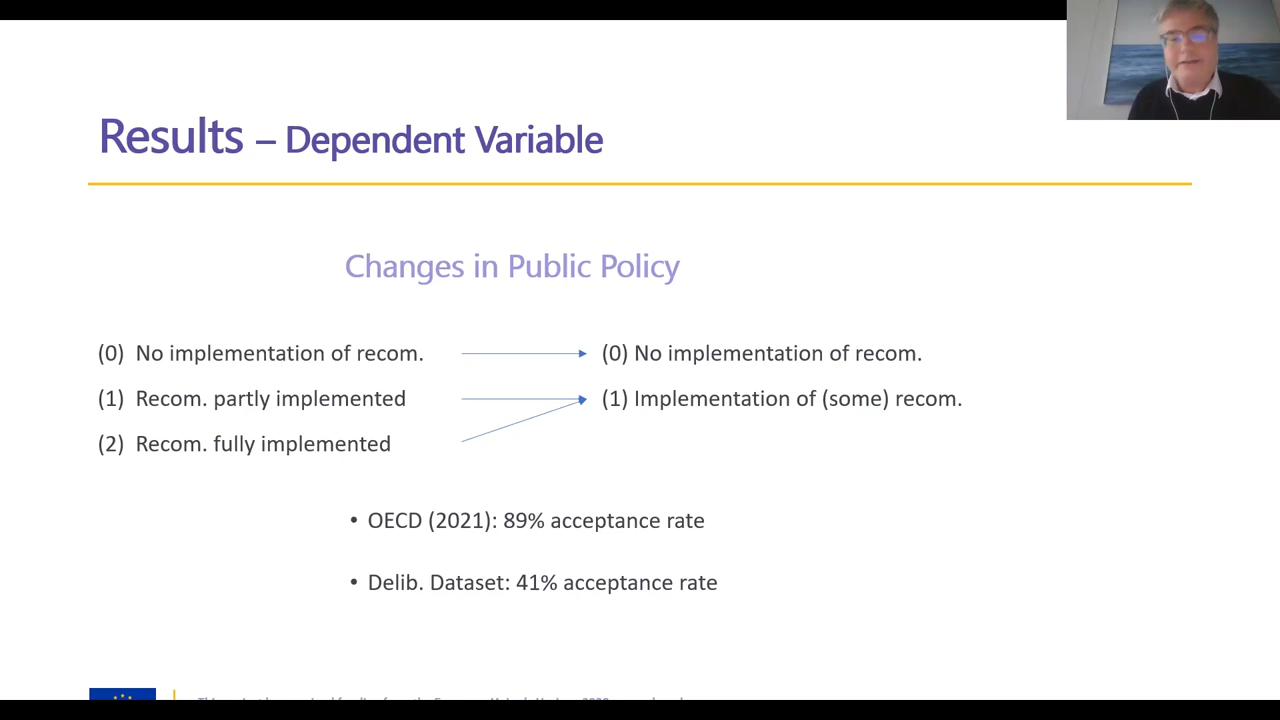 Results – Dependent Variable
Changes in Public Policy
(0) No implementation of recom.
(0) No implementation of recom.
(1) Recom. partly implemented
(1) Implementation of (some) recom.
(2) Recom. fully implemented
• OECD (2021): 89% acceptance rate
• Delib. Dataset: 41% acceptance rate